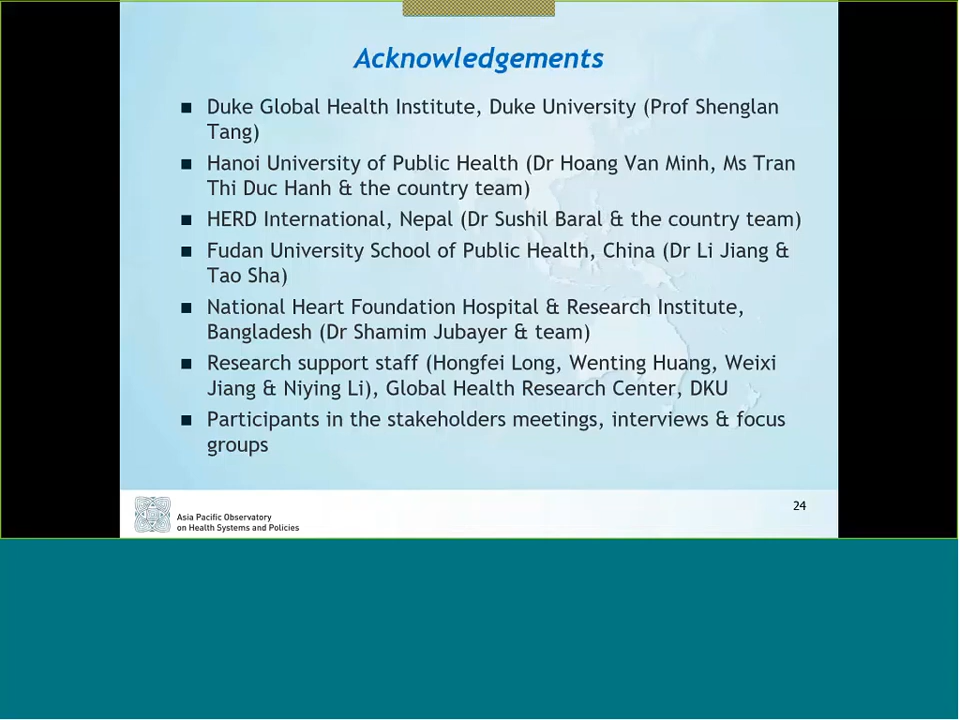 Acknowledgements
■ Duke Global Health Institute, Duke University (Prof Shenglan
Tang)
■ Hanoi University of Public Health (Dr Hoang Van Minh, Ms Tran
Thi Duc Hanh & the country team)
■ HERD International, Nepal (Dr Sushil Baral & the country team)
■ Fudan University School of Public Health, China (Dr Li Jiang &
Tao Sha)
■ National Heart Foundation Hospital & Research Institute,
Bangladesh (Dr Shamim Jubayer & team)
■ Research support staff (Hongfei Long, Wenting Huang, Weixi
Jiang & Niying Li), Global Health Research Center, DKU
■ Participants in the stakeholders meetings, interviews & focus
groups
24
Asia Pacific Observatory
on Health Systems and Policies